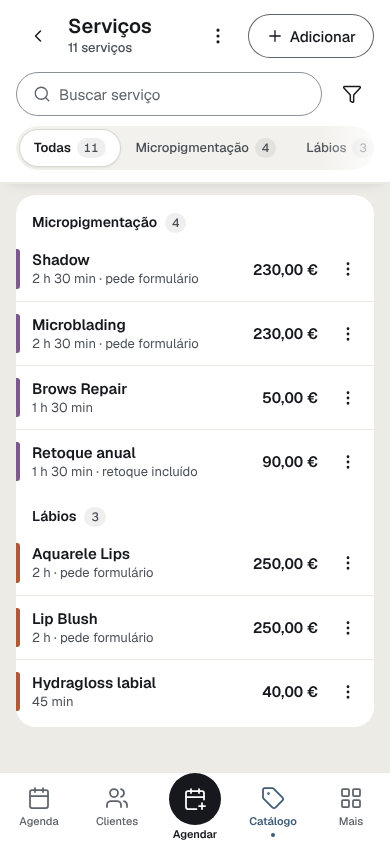 Serviços
11 serviços
Adicionar
Buscar serviço
Todas 11 Micropigmentação 4 Lábios 3
Micropigmentação 4
Shadow
2 h 30 min · pede formulário
230,00 €
Microblading
2 h 30 min · pede formulário
230,00 €
Brows Repair
1 h 30 min
50,00 €
Retoque anual
1 h 30 min · retoque incluído
90,00 €
Lábios 3
Aquarele Lips
2 h · pede formulário
250,00 €
Lip Blush
2 h · pede formulário
250,00 €
Hydragloss labial
45 min
40,00 €
Agenda Clientes Agendar Catálogo Mais